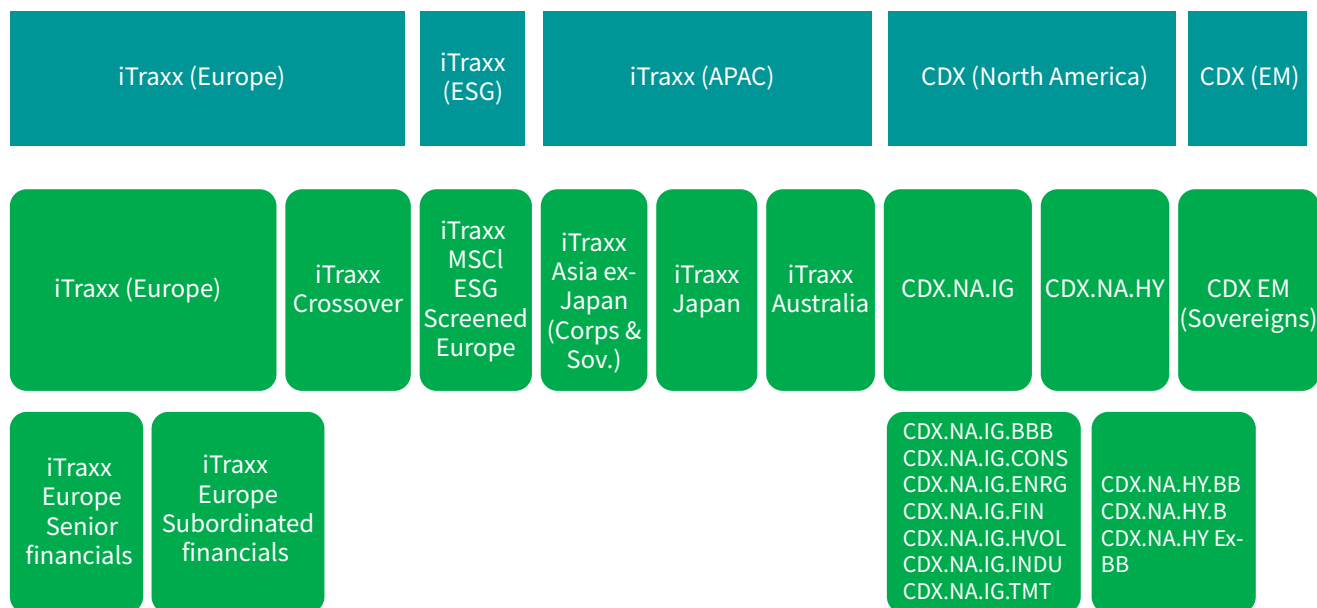 iTraxx (Europe)
iTraxx
(ESG)
iTraxx (APAC)
CDX (North America)
CDX (EM)
iTraxx (Europe)
iTraxx
Crossover
iTraxx
MSCl
ESG
Screened
Europe
iTraxx
Asia ex-
Japan
(Corps &
Sov.)
iTraxx
Japan
iTraxx
Australia
CDX.NA.IG
CDX.NA.HY
CDX EM
(Sovereigns)
iTraxx
Europe
Senior
financials
iTraxx
Europe
Subordinated
financials
CDX.NA.IG.BBB
CDX.NA.IG.CONS
CDX.NA.IG.ENRG
CDX.NA.IG.FIN
CDX.NA.IG.HVOL
CDX.NA.IG.INDU
CDX.NA.IG.TMT
CDX.NA.HY.BB
CDX.NA.HY.B
CDX.NA.HY Ex-
BB